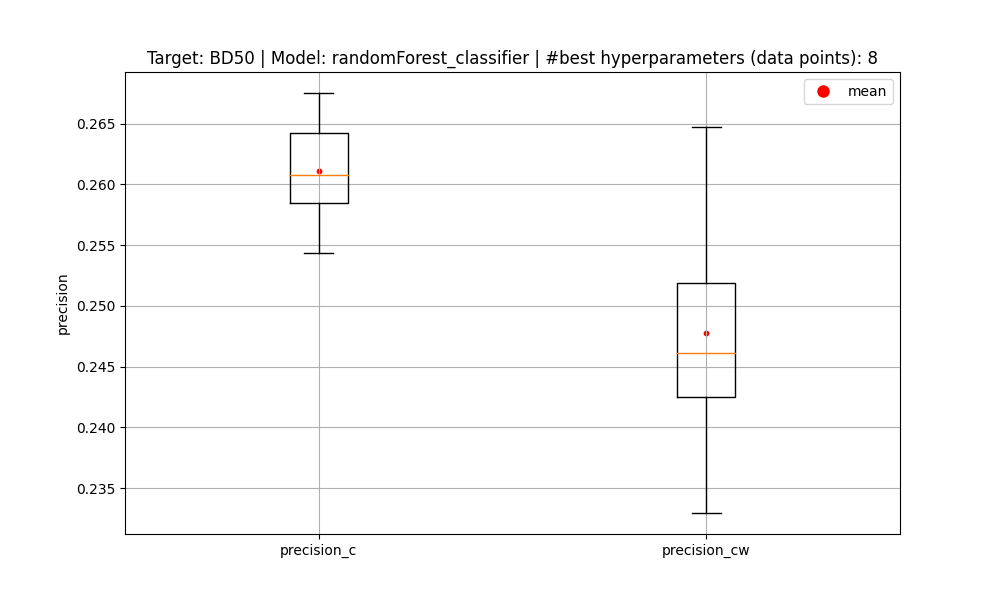 Target: BD50 | Model: randomForest_classifier | #best hyperparameters (data points): 8
mean
0.265
0.260
0.255
0.250
0.245
0.240
0.235
precision
precision_c
precision_cw